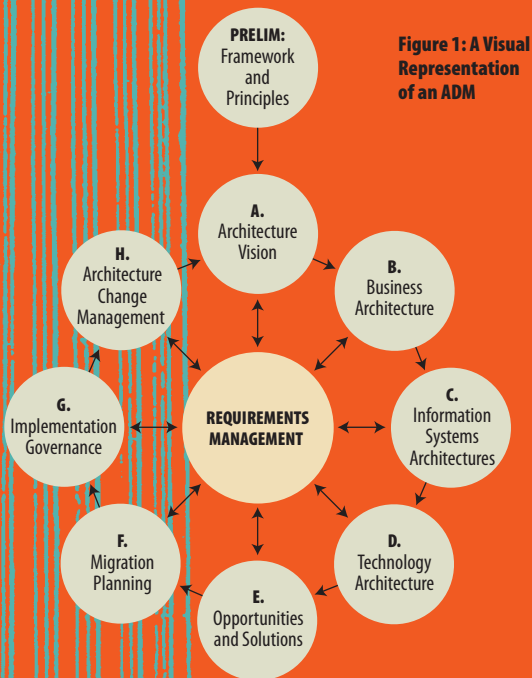 PRELIM:
Framework
and
Principles
Figure 1: A Visual
Representation
of an ADM
A.
Architecture
Vision
B.
Business
Architecture
C.
Information
Systems
Architectures
D.
Technology
Architecture
E.
Opportunities
and Solutions
F.
Migration
Planning
G.
Implementation
Governance
H.
Architecture
Change
Management
REQUIREMENTS
MANAGEMENT